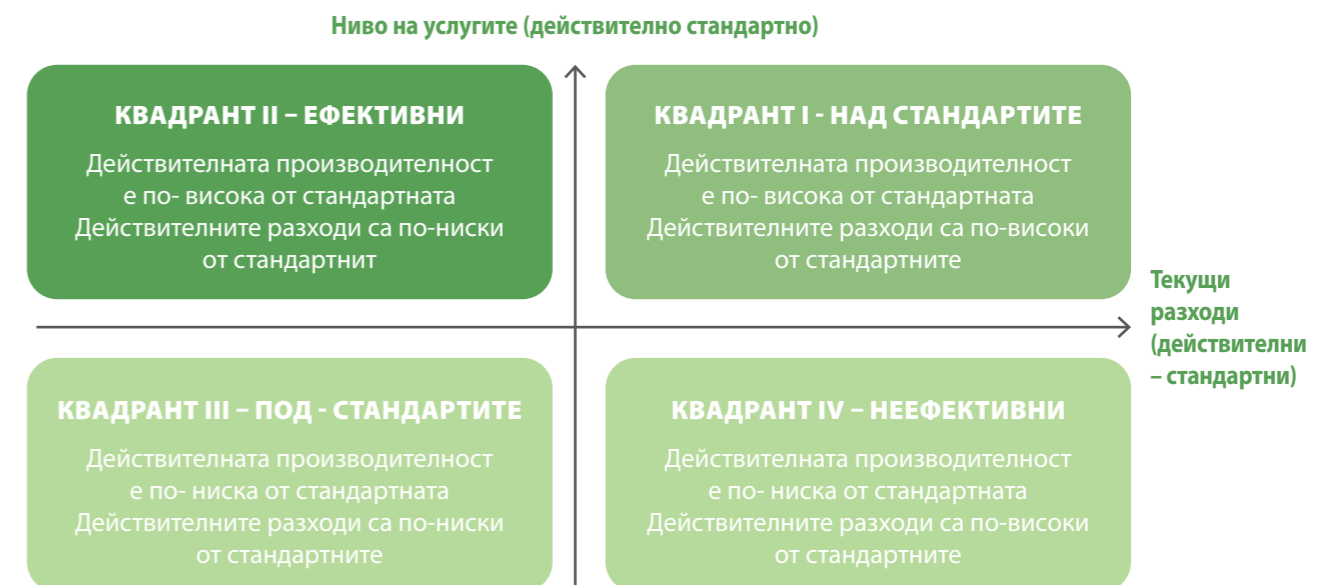 Ниво на услугите (действително стандартно)
КВАДРАНТ II – ЕФЕКТИВНИ
Действителната производителност
е по- висока от стандартната
Действителните разходи са по-ниски
от стандартнит
КВАДРАНТ I - НАД СТАНДАРТИТЕ
Действителната производителност
е по- висока от стандартната
Действителните разходи са по-високи
от стандартните
Текущи
разходи
(действителни
– стандартни)
КВАДРАНТ III – ПОД - СТАНДАРТИТЕ
Действителната производителност
е по- ниска от стандартната
Действителните разходи са по-ниски
от стандартните
КВАДРАНТ IV – НЕЕФЕКТИВНИ
Действителната производителност
е по- ниска от стандартната
Действителните разходи са по-високи
от стандартните